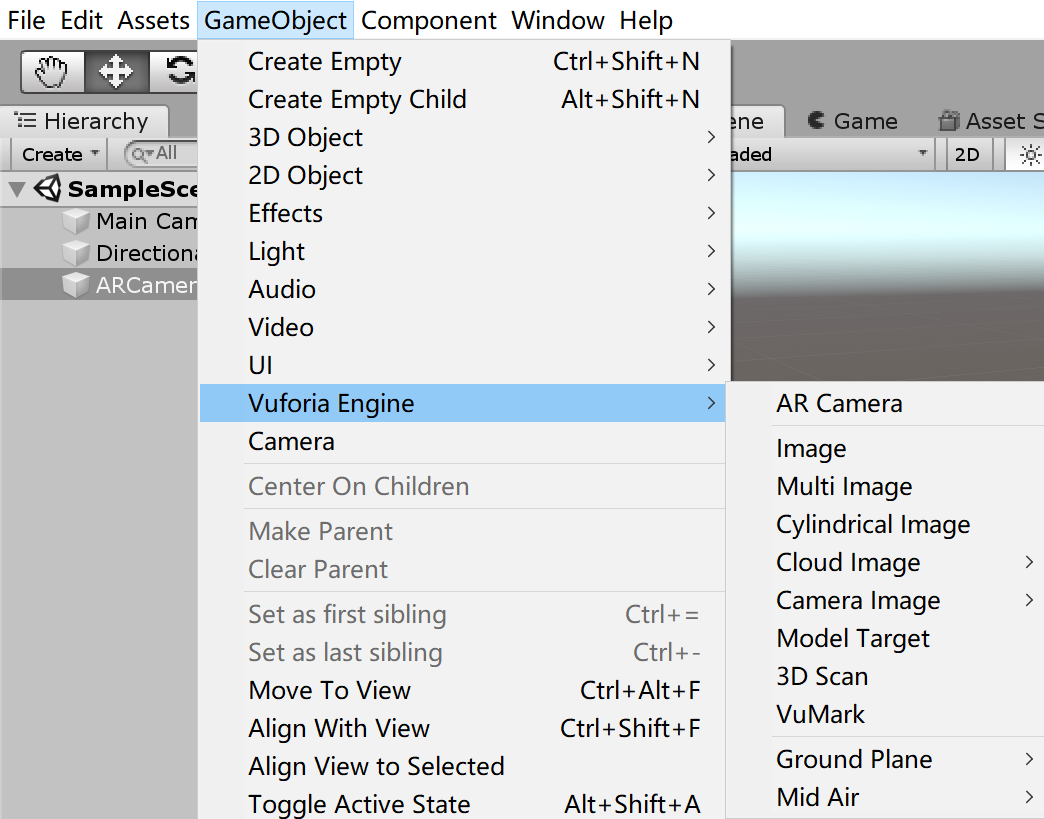 File Edit Assets GameObject Component Window Help
Create Empty Ctrl+Shift+N
Create Empty Child Alt+Shift+N
3D Object
2D Object
Effects
Light
Audio
Video
UI
Vuforia Engine
Camera
Center On Children
Make Parent
Clear Parent
Set as first sibling Ctrl+=
Set as last sibling Ctrl+-
Move To View Ctrl+Alt+F
Align With View Ctrl+Shift+F
Align View to Selected
Toggle Active State Alt+Shift+A
AR Camera
Image
Multi Image
Cylindrical Image
Cloud Image
Camera Image
Model Target
3D Scan
VuMark
Ground Plane
Mid Air
Hierarchy
Create All
SampleSce
Main Cam
Directiona
ARCamer
ene Game Asset S
aded 2D